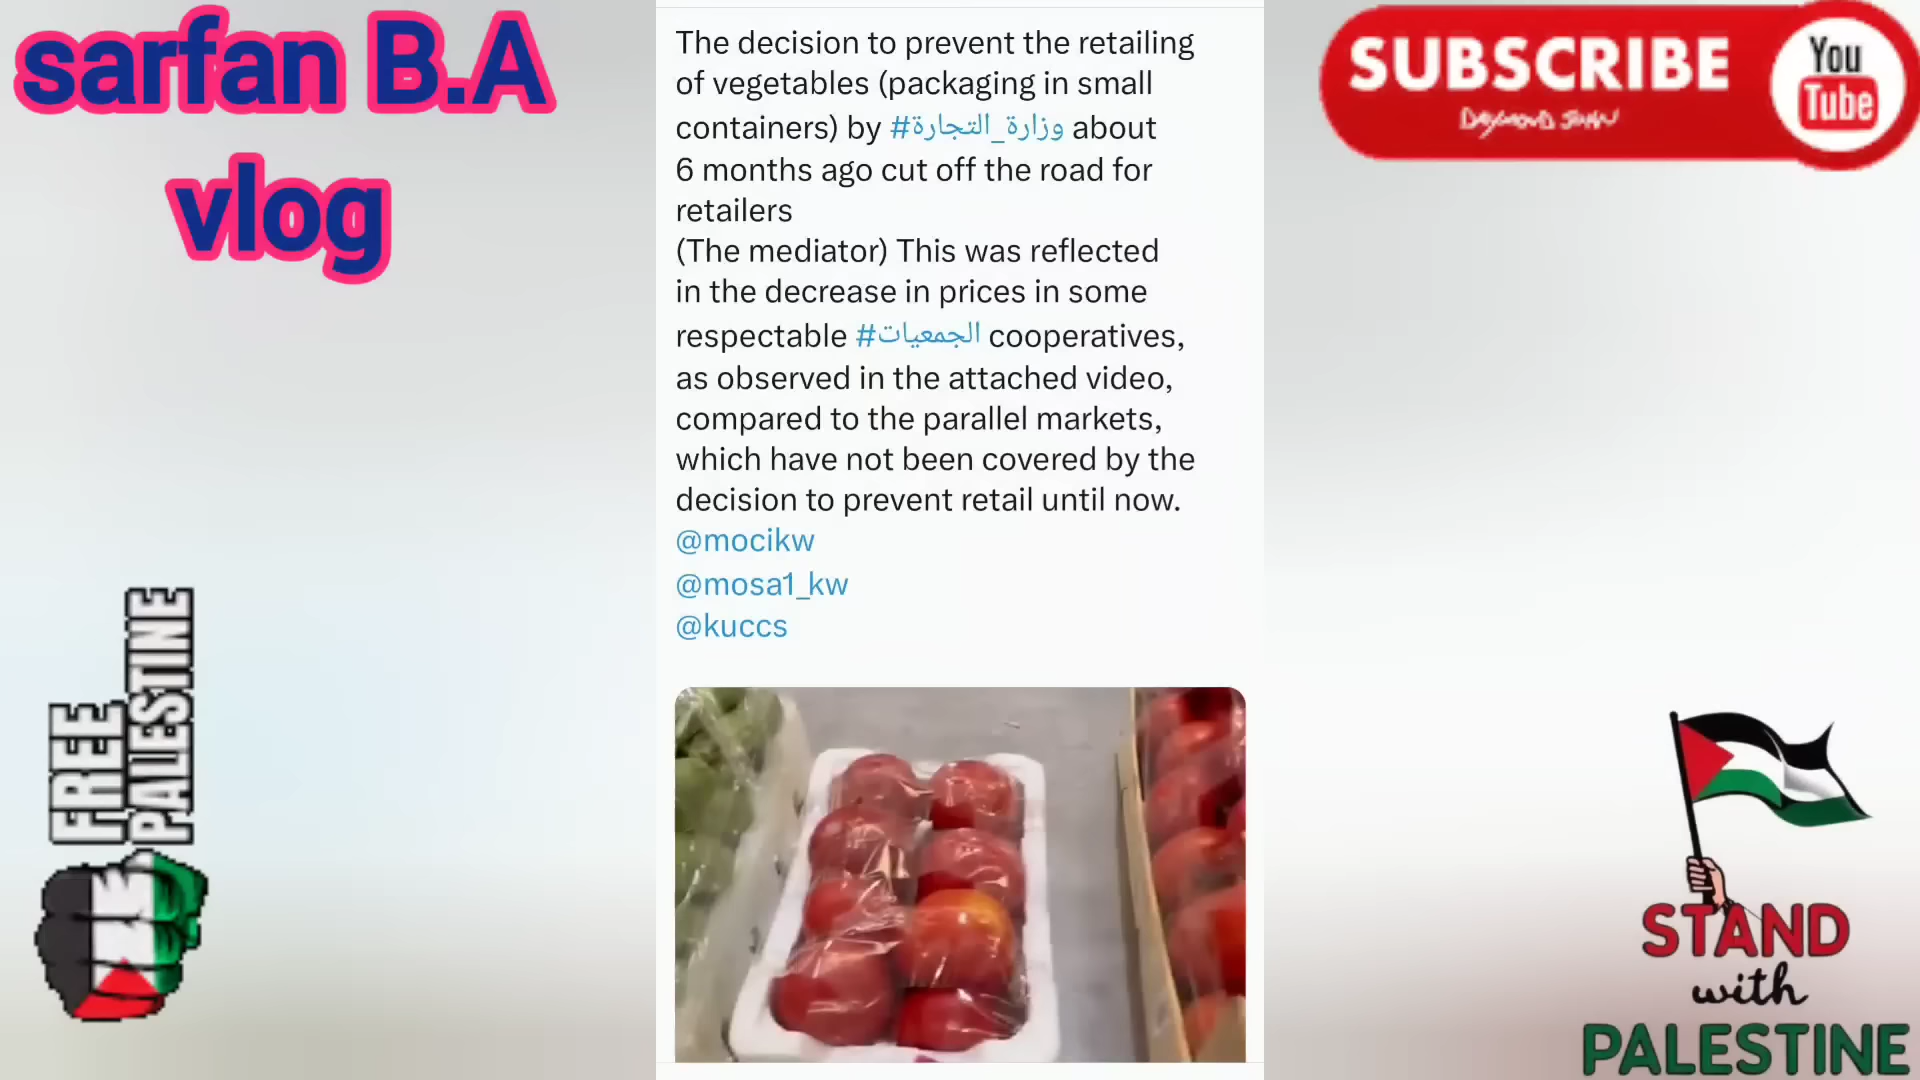 sarfan B.A
vlog
The decision to prevent the retailing
of vegetables (packaging in small
containers) by #وزارة_التجارة about
6 months ago cut off the road for
retailers
(The mediator) This was reflected
in the decrease in prices in some
respectable #الجمعيات cooperatives,
as observed in the attached video,
compared to the parallel markets,
which have not been covered by the
decision to prevent retail until now.
@mocikw
@mosa1_kw
@kuccs
SUBSCRIBE
You
Tube
FREE
PALESTINE
STAND
with
PALESTINE